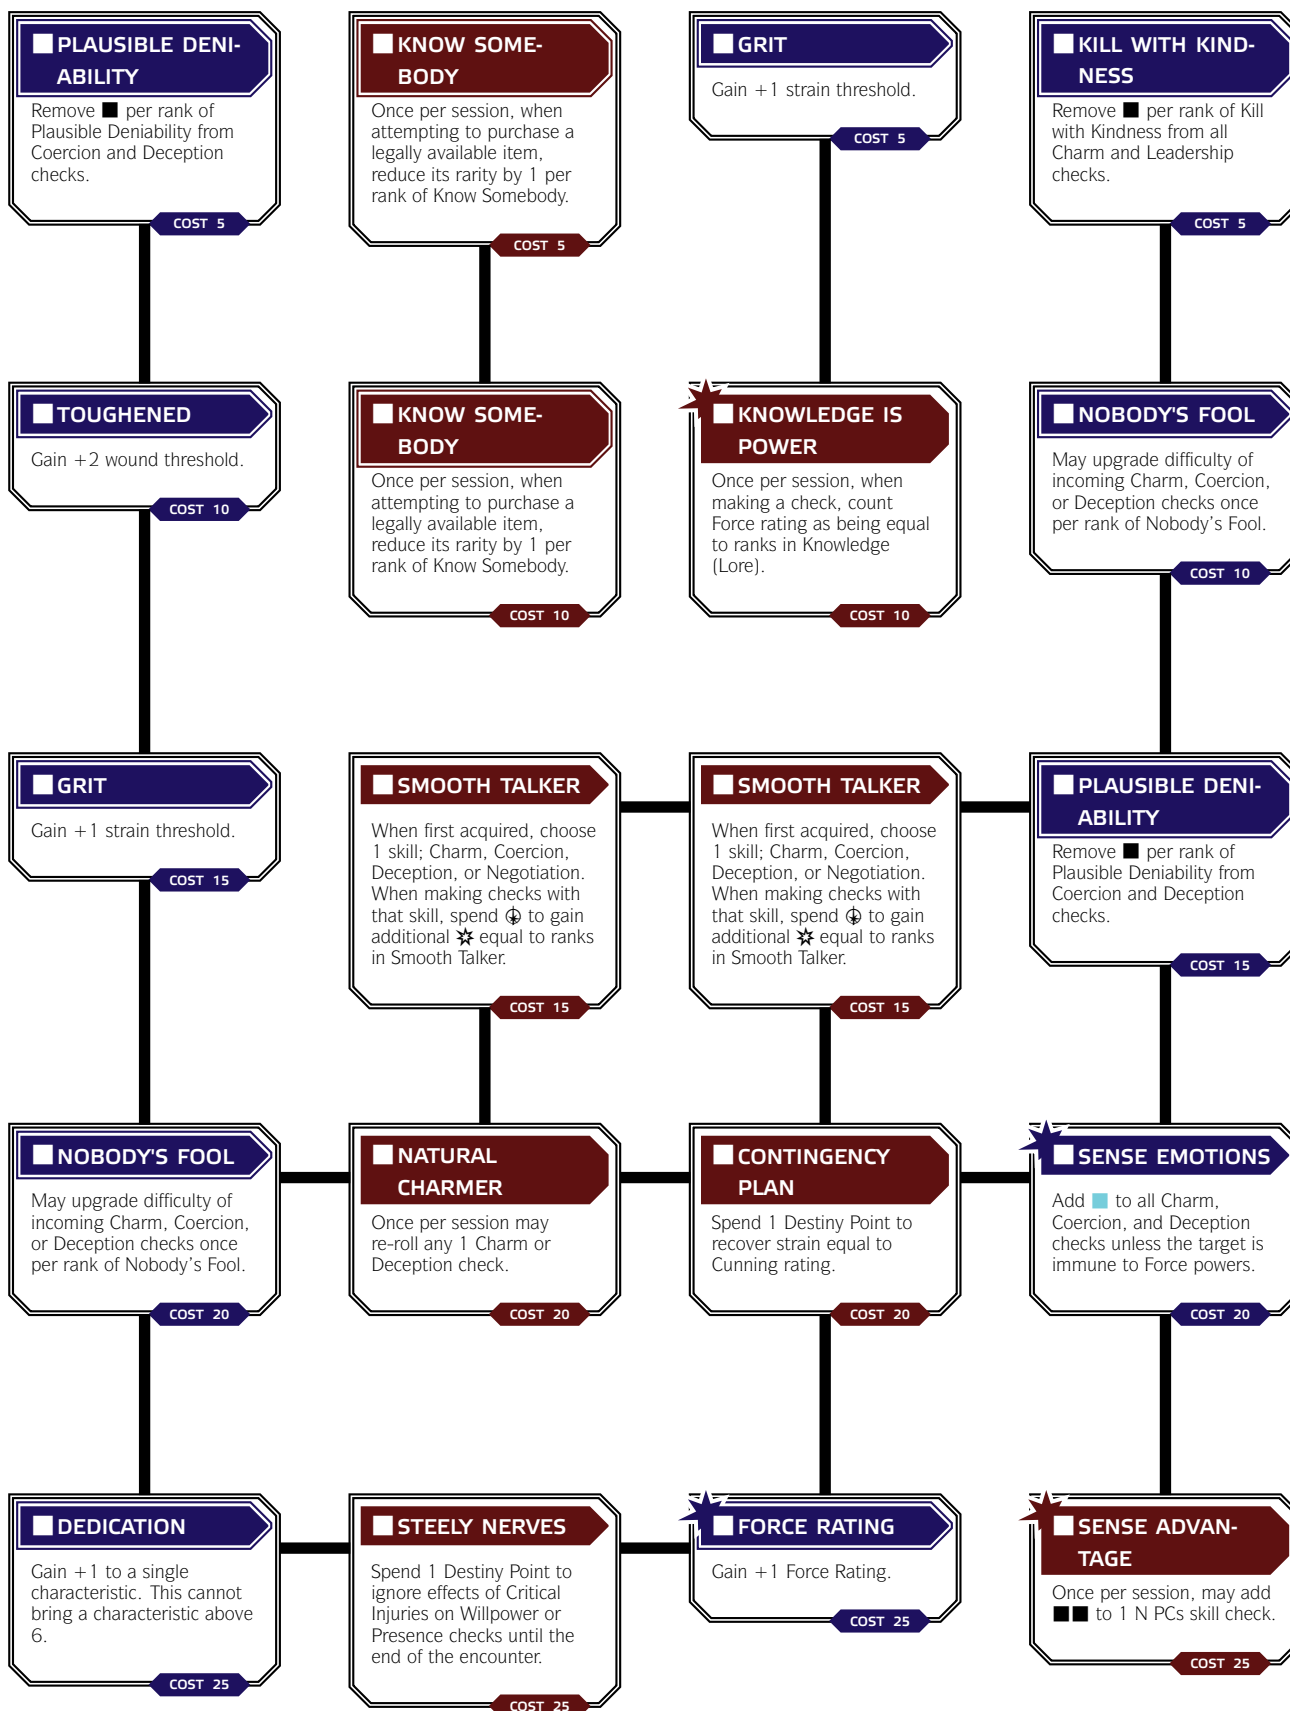 PLAUSIBLE DENI-
ABILITY
Remove ■ per rank of
Plausible Deniability from
Coercion and Deception
checks.
COST 5
KNOW SOME-
BODY
Once per session, when
attempting to purchase a
legally available item,
reduce its rarity by 1 per
rank of Know Somebody.
COST 5
GRIT
Gain +1 strain threshold.
COST 5
KILL WITH KIND-
NESS
Remove ■ per rank of Kill
with Kindness from all
Charm and Leadership
checks.
COST 5
TOUGHENED
Gain +2 wound threshold.
COST 10
KNOW SOME-
BODY
Once per session, when
attempting to purchase a
legally available item,
reduce its rarity by 1 per
rank of Know Somebody.
COST 10
KNOWLEDGE IS
POWER
Once per session, when
making a check, count
Force rating as being equal
to ranks in Knowledge
(Lore).
COST 10
NOBODY'S FOOL
May upgrade difficulty of
incoming Charm, Coercion,
or Deception checks once
per rank of Nobody's Fool.
COST 10
GRIT
Gain +1 strain threshold.
COST 15
SMOOTH TALKER
When first acquired, choose
1 skill; Charm, Coercion,
Deception, or Negotiation.
When making checks with
that skill, spend to gain
additional equal to ranks
in Smooth Talker.
COST 15
SMOOTH TALKER
When first acquired, choose
1 skill; Charm, Coercion,
Deception, or Negotiation.
When making checks with
that skill, spend to gain
additional equal to ranks
in Smooth Talker.
COST 15
PLAUSIBLE DENI-
ABILITY
Remove ■ per rank of
Plausible Deniability from
Coercion and Deception
checks.
COST 15
NOBODY'S FOOL
May upgrade difficulty of
incoming Charm, Coercion,
or Deception checks once
per rank of Nobody's Fool.
COST 20
NATURAL
CHARMER
Once per session may
re-roll any 1 Charm or
Deception check.
COST 20
CONTINGENCY
PLAN
Spend 1 Destiny Point to
recover strain equal to
Cunning rating.
COST 20
SENSE EMOTIONS
Add ■ to all Charm,
Coercion, and Deception
checks unless the target is
immune to Force powers.
COST 20
DEDICATION
Gain +1 to a single
characteristic. This cannot
bring a characteristic above
6.
COST 25
STEELY NERVES
Spend 1 Destiny Point to
ignore effects of Critical
Injuries on Willpower or
Presence checks until the
end of the encounter.
COST 25
FORCE RATING
Gain +1 Force Rating.
COST 25
SENSE ADVAN-
TAGE
Once per session, may add
■■ to 1 N PCs skill check.
COST 25